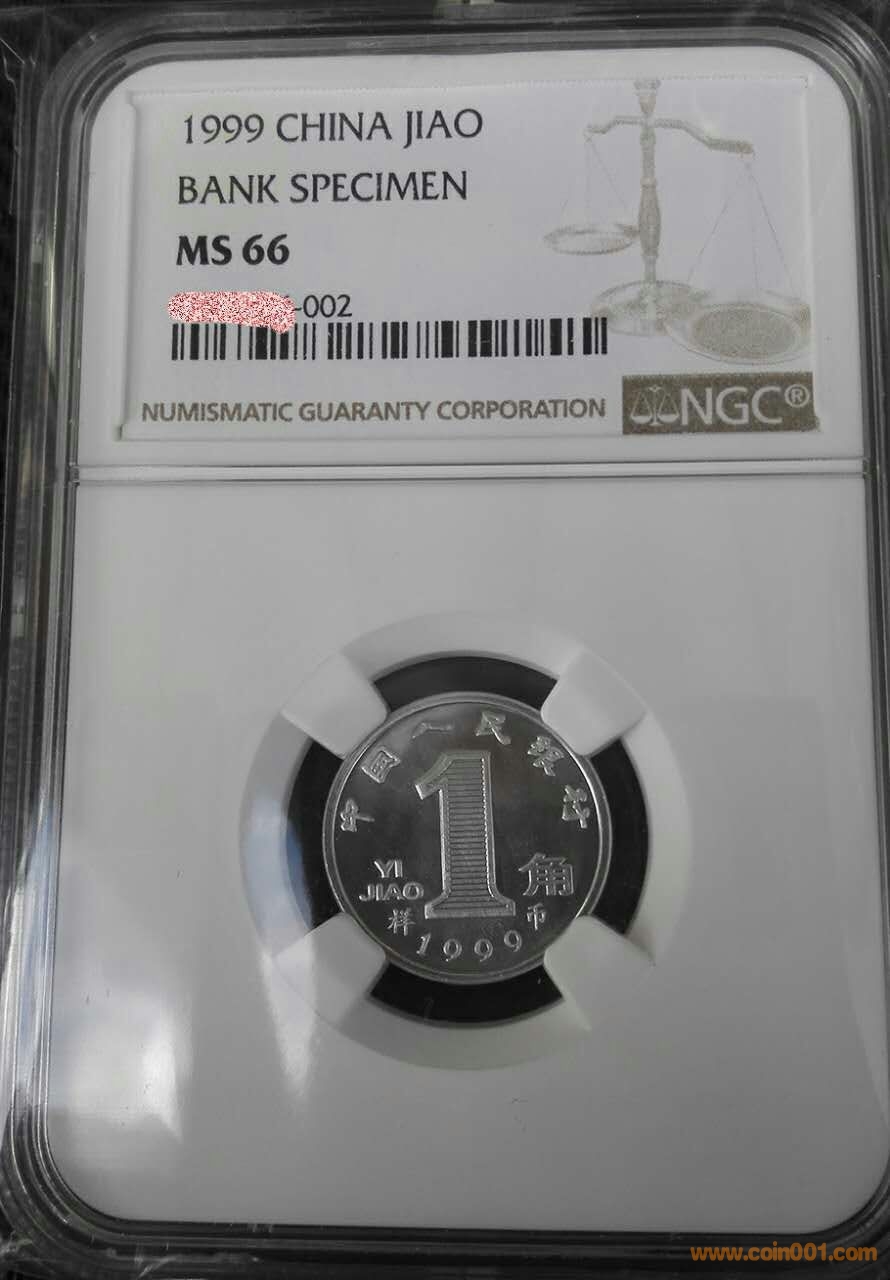 1999 CHINA JIAO
BANK SPECIMEN
MS 66
-002
NUMISMATIC GUARANTY CORPORATION
NGC®
中国人民银行
1
YI
JIAO
角
样 币
1999
www.coin001.com